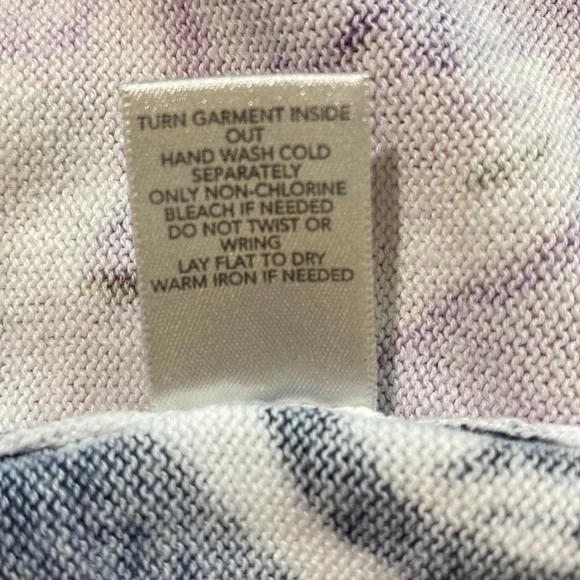 TURN GARMENT INSIDE
OUT
HAND WASH COLD
SEPARATELY
ONLY NON-CHLORINE
BLEACH IF NEEDED
DO NOT TWIST OR
WRING
LAY FLAT TO DRY
WARM IRON IF NEEDED